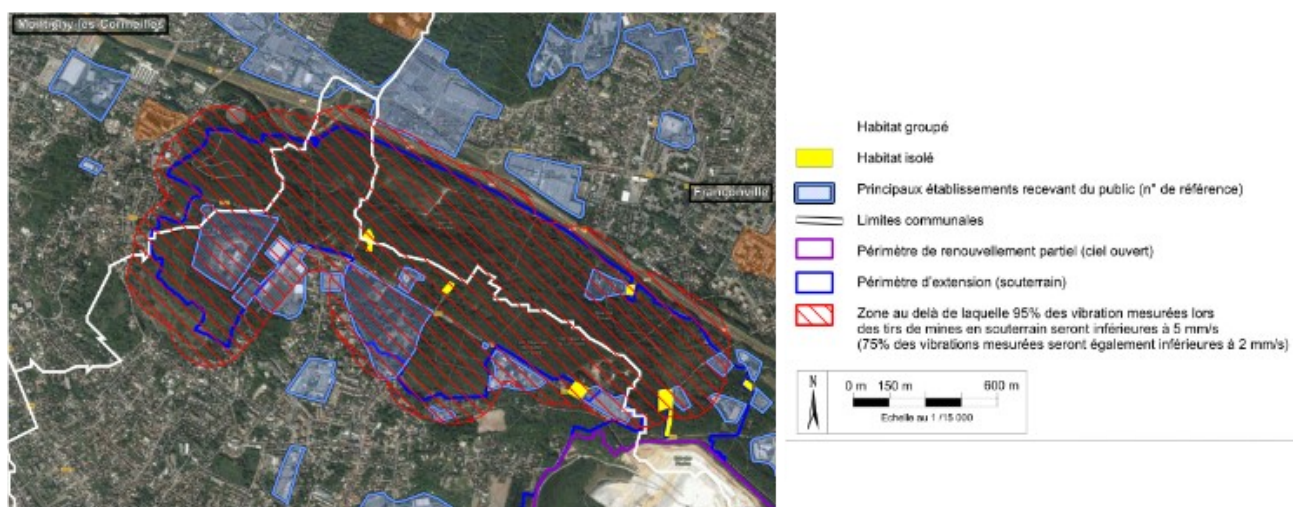 Montigny-lès-Cormeilles
Franconville
Habitat groupé
Habitat isolé
Principaux établissements recevant du public (n° de référence)
Limites communales
Périmètre de renouvellement partiel (ciel ouvert)
Périmètre d'extension (souterrain)
Zone au delà de laquelle 95% des vibration mesurées lors
des tirs de mines en souterrain seront inférieures à 5 mm/s
(75% des vibrations mesurées seront également inférieures à 2 mm/s)
N
0 m 150 m 600 m
Echelle au 1 /15 000